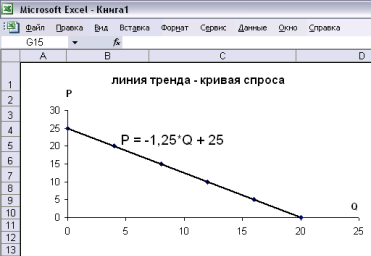 Microsoft Excel - Книга1
Файл Правка Вид Вставка Формат Сервис Данные Окно Справка
G15 fx
A B C D
1
2
3
4
5
6
7
8
9
10
11
12
13
линия тренда - кривая спроса
P
30
25
20
15
10
5
0
P = -1,25*Q + 25
Q
0 5 10 15 20 25